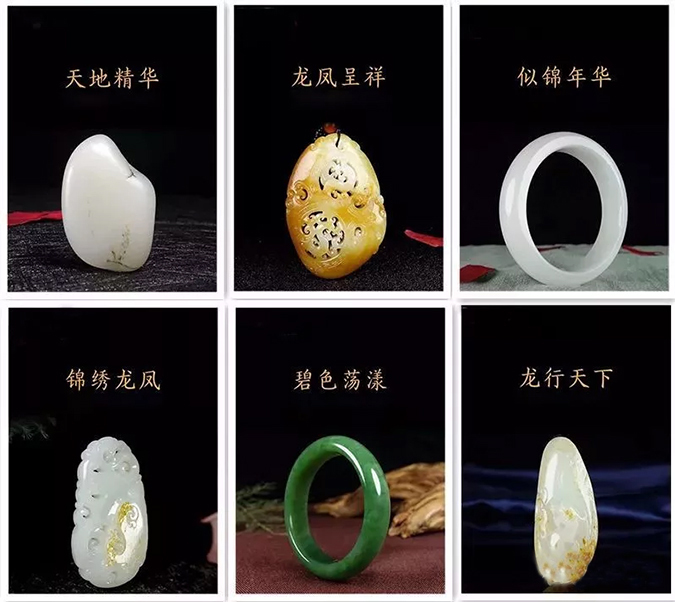 天地精华
龙凤呈祥
似锦年华
锦绣龙凤
碧色荡漾
龙行天下